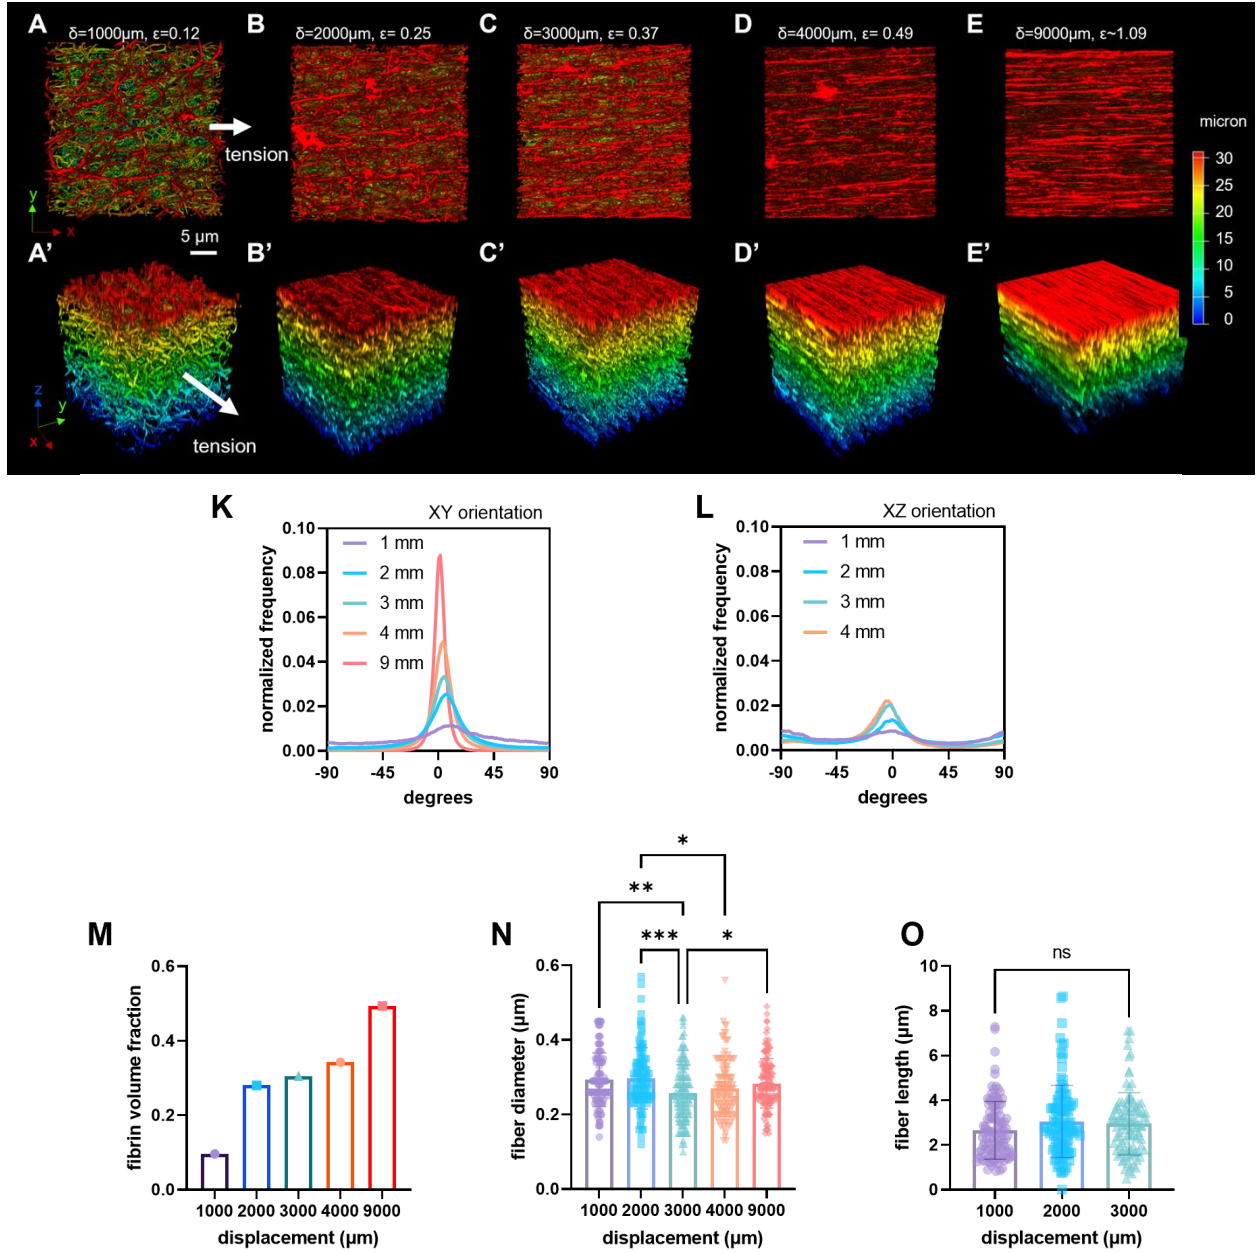 A
δ=1000µm, ε=0.12
B
δ=2000µm, ε= 0.25
C
δ=3000µm, ε= 0.37
D
δ=4000µm, ε= 0.49
E
δ=9000µm, ε~1.09
tension
y
x
5 µm
micron
30
25
20
15
10
5
0
A’
B’
C’
D’
E’
z
y
x
tension
K
XY orientation
normalized frequency
0.10
0.08
0.06
0.04
0.02
0.00
1 mm
2 mm
3 mm
4 mm
9 mm
-90 -45 0 45 90
degrees
L
XZ orientation
normalized frequency
0.10
0.08
0.06
0.04
0.02
0.00
1 mm
2 mm
3 mm
4 mm
-90 -45 0 45 90
degrees
M
fibrin volume fraction
0.6
0.4
0.2
0.0
1000 2000 3000 4000 9000
displacement (µm)
N
*
**
***
*
fiber diameter (µm)
0.6
0.4
0.2
0.0
1000 2000 3000 4000 9000
displacement (µm)
O
ns
fiber length (µm)
10
8
6
4
2
0
1000 2000 3000
displacement (µm)